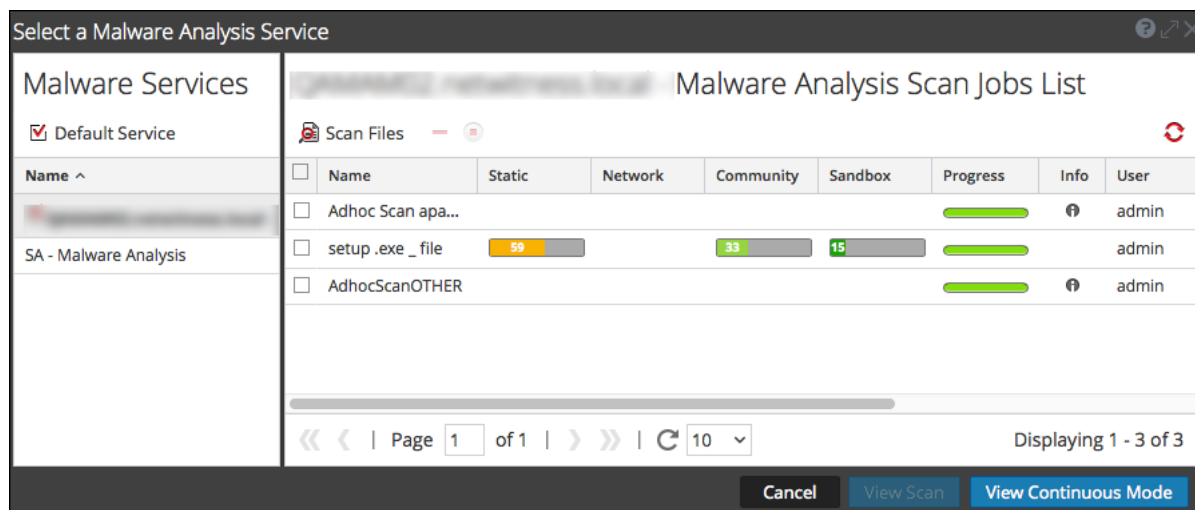 Select a Malware Analysis Service
Malware Services
Default Service
Name
SA - Malware Analysis
Malware Analysis Scan Jobs List
Scan Files
Name Static Network Community Sandbox Progress Info User
Adhoc Scan apa... admin
setup .exe _ file 59 33 15 admin
AdhocScanOTHER admin
Page 1 of 1 10 Displaying 1 - 3 of 3
Cancel View Scan View Continuous Mode